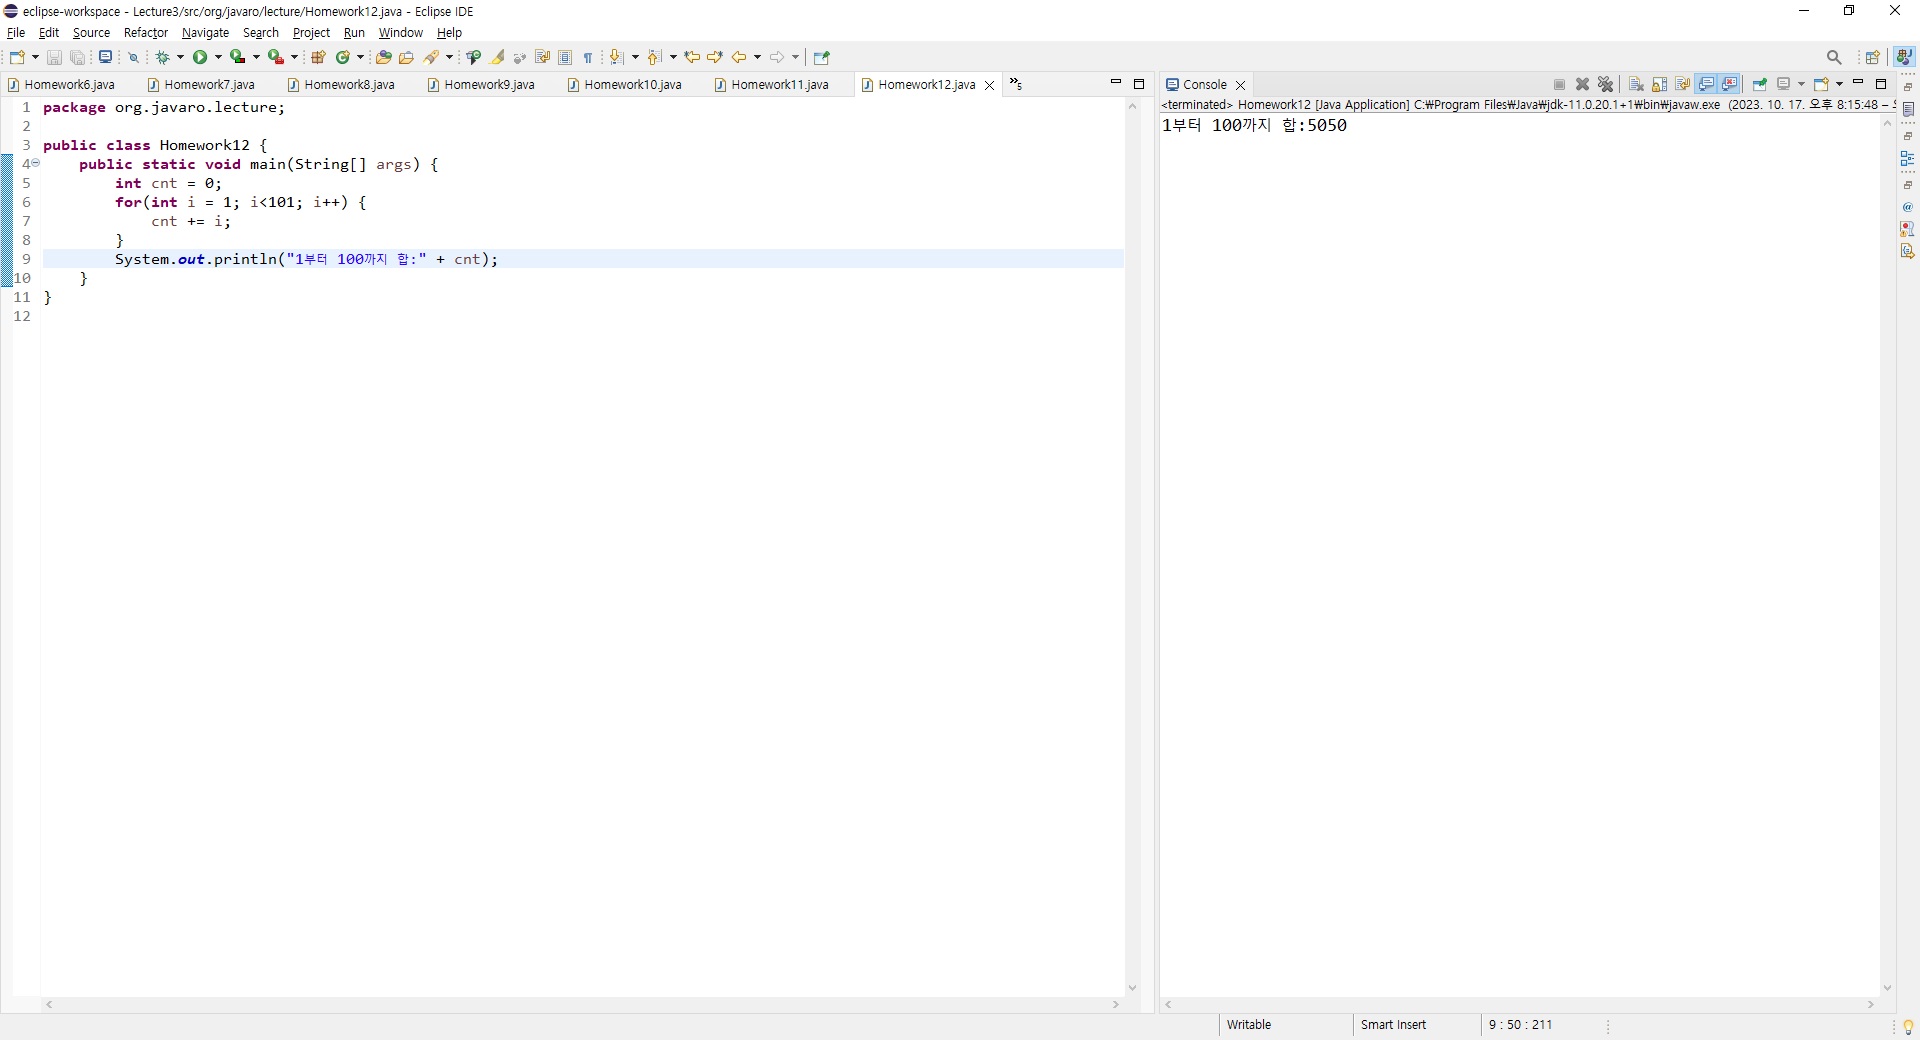 eclipse-workspace - Lecture3/src/org/javaro/lecture/Homework12.java - Eclipse IDE
File Edit Source Refactor Navigate Search Project Run Window Help
Homework6.java Homework7.java Homework8.java Homework9.java Homework10.java Homework11.java Homework12.java »5
1 package org.javaro.lecture;
2
3 public class Homework12 {
4 public static void main(String[] args) {
5 int cnt = 0;
6 for(int i = 1; i<101; i++) {
7 cnt += i;
8 }
9 System.out.println("1부터 100까지 합:" + cnt);
10 }
11 }
12
Console
<terminated> Homework12 [Java Application] C:₩Program Files₩Java₩jdk-11.0.20.1+1₩bin₩javaw.exe (2023. 10. 17. 오후 8:15:48 –
1부터 100까지 합:5050
Writable Smart Insert 9 : 50 : 211